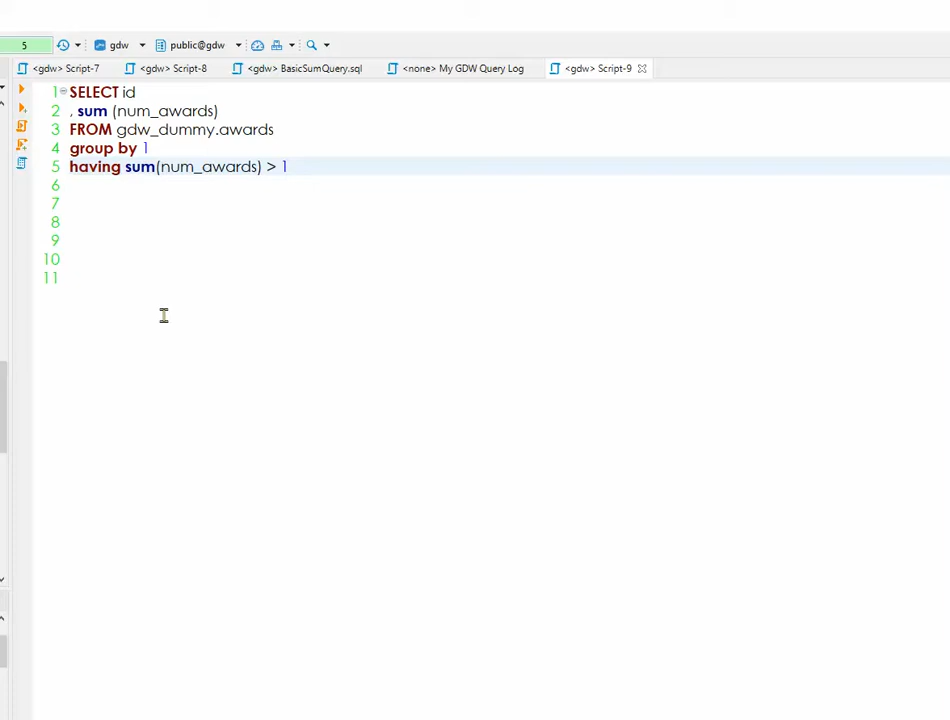 5 gdw public@gdw
<gdw> Script-7 <gdw> Script-8 <gdw> BasicSumQuery.sql <none> My GDW Query Log <gdw> Script-9
1 SELECT id
2 , sum (num_awards)
3 FROM gdw_dummy.awards
4 group by 1
5 having sum(num_awards) > 1
6
7
8
9
10
11